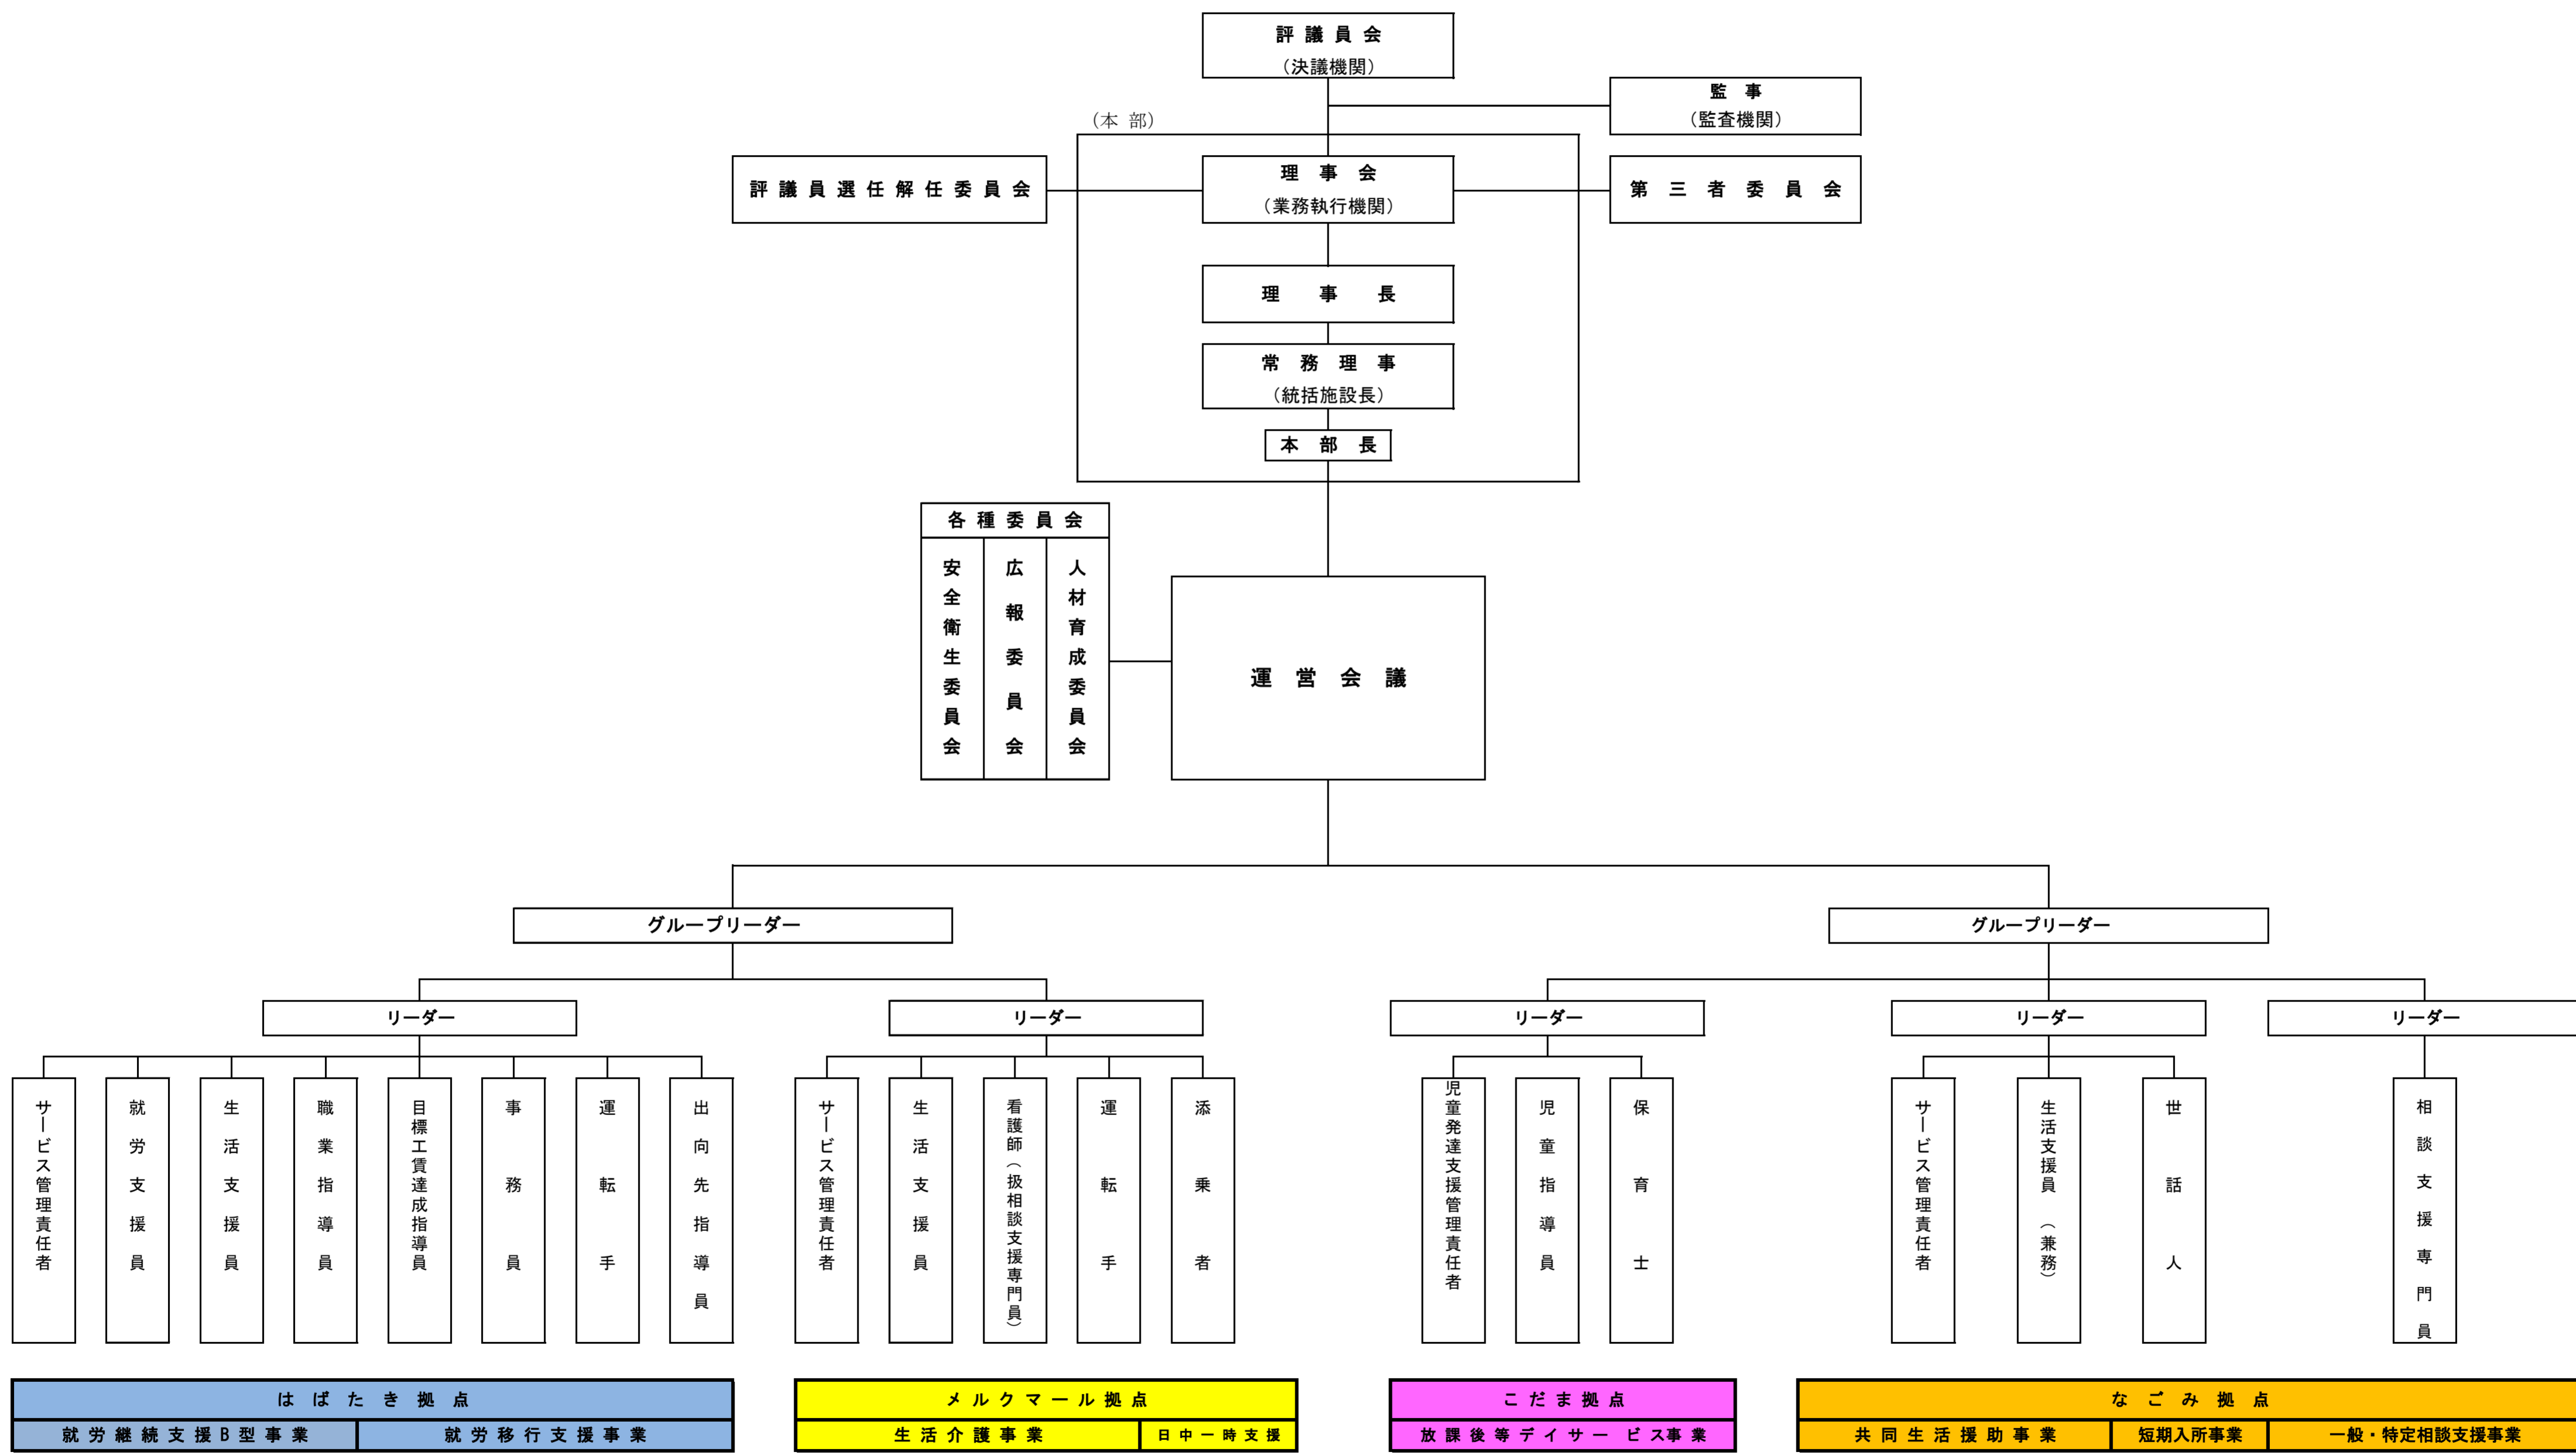 評議員会
（決議機関）
監事
（監査機関）
（本 部）
評議員選任解任委員会
理事会
（業務執行機関）
第三者委員会
理事長
常務理事
（統括施設長）
本部長
各種委員会
安全衛生委員会
広報委員会
人材育成委員会
運営会議
グループリーダー
グループリーダー
リーダー
リーダー
リーダー
リーダー
リーダー
サービス管理責任者
就労支援員
生活支援員
職業指導員
目標工賃達成指導員
事務員
運転手
出向先指導員
サービス管理責任者
生活支援員
看護師（扱相談支援専門員）
運転手
添乗者
児童発達支援管理責任者
児童指導員
保育士
サービス管理責任者
生活支援員（兼務）
世話人
相談支援専門員
はばたき拠点
就労継続支援B型事業
就労移行支援事業
メルクマール拠点
生活介護事業
日中一時支援
こだま拠点
放課後等デイサービス事業
なごみ拠点
共同生活援助事業
短期入所事業
一般・特定相談支援事業